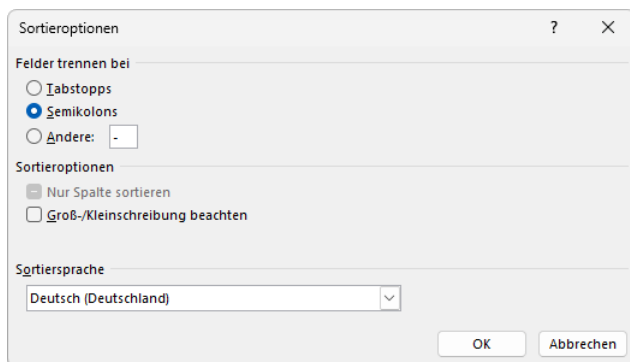 Sortieroptionen ?
Felder trennen bei
Tabstopps
Semikolons
Andere: -
Sortieroptionen
Nur Spalte sortieren
Groß-/Kleinschreibung beachten
Sortiersprache
Deutsch (Deutschland)
OK Abbrechen